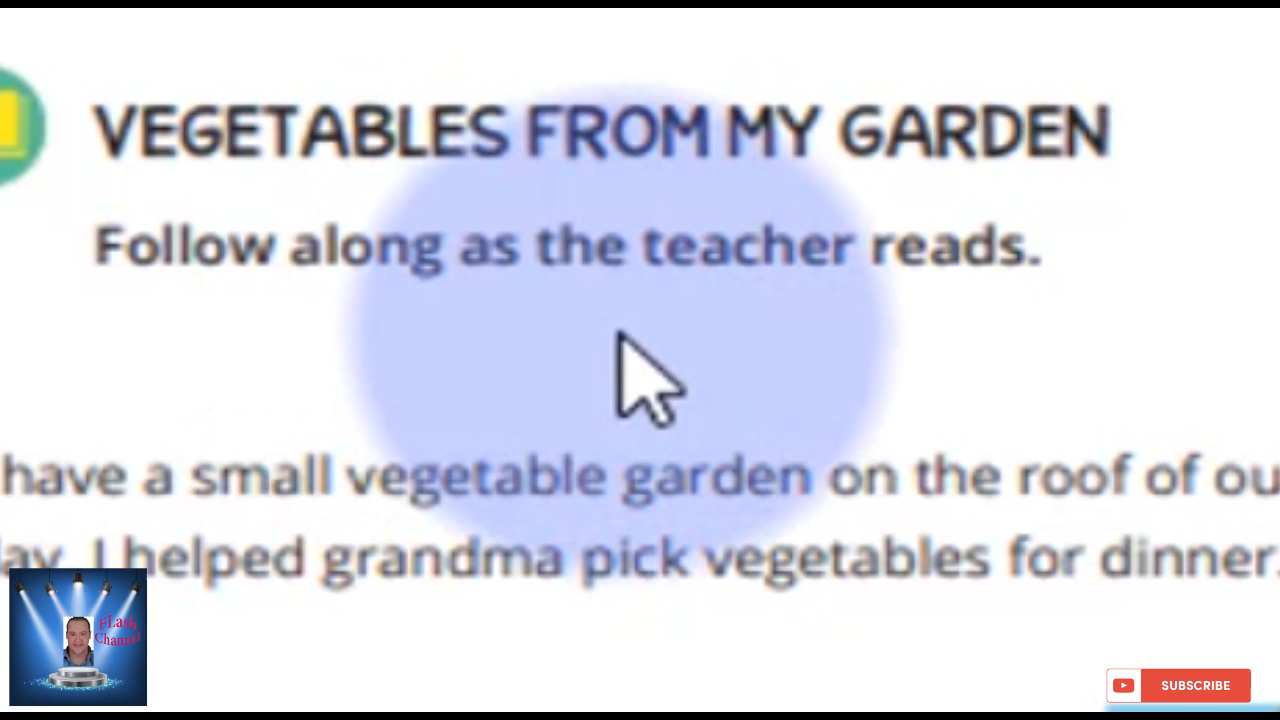 VEGETABLES FROM MY GARDEN
Follow along as the teacher reads.
have a small vegetable garden on the roof of ou
ay I helped grandma pick vegetables for dinner.
FLash
Channel
SUBSCRIBE